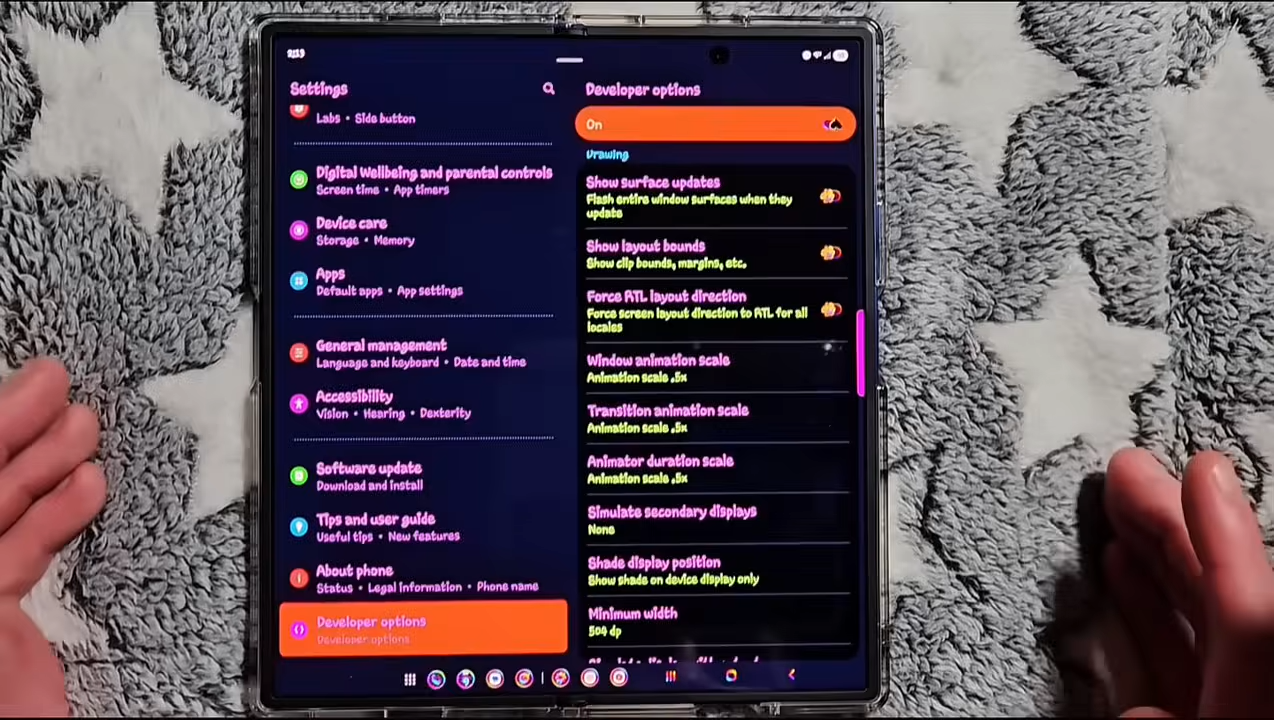 2:13
Settings
Labs • Side button
Digital Wellbeing and parental controls
Screen time • App timers
Device care
Storage • Memory
Apps
Default apps • App settings
General management
Language and keyboard • Date and time
Accessibility
Vision • Hearing • Dexterity
Software update
Download and install
Tips and user guide
Useful tips • New features
About phone
Status • Legal information • Phone name
Developer options
Developer options
Developer options
On
Drawing
Show surface updates
Flash entire window surfaces when they
update
Show layout bounds
Show clip bounds, margins, etc.
Force RTL layout direction
Force screen layout direction to RTL for all
locales
Window animation scale
Animation scale .5x
Transition animation scale
Animation scale .5x
Animator duration scale
Animation scale .5x
Simulate secondary displays
None
Shade display position
Show shade on device display only
Minimum width
504 dp